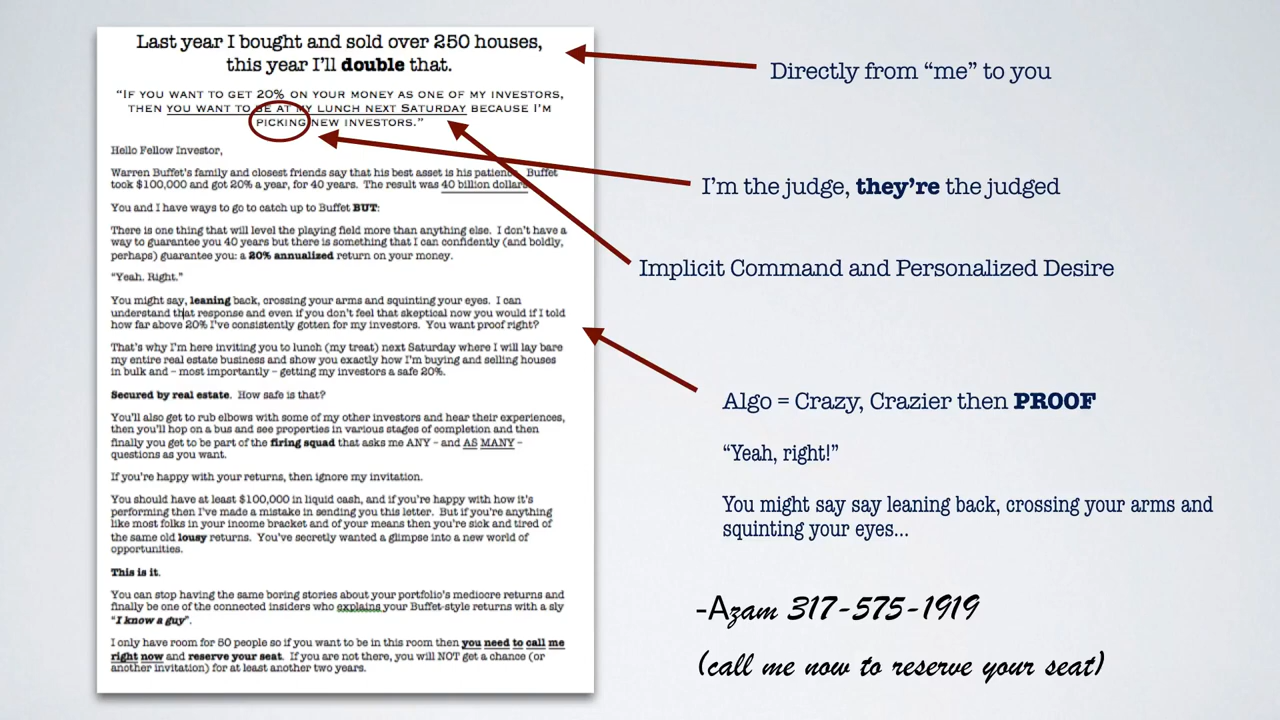 Last year I bought and sold over 250 houses,
this year I'll double that.
"IF YOU WANT TO GET 20% ON YOUR MONEY AS ONE OF MY INVESTORS,
THEN YOU WANT TO BE AT MY LUNCH NEXT SATURDAY BECAUSE I'M
PICKING NEW INVESTORS."
Hello Fellow Investor,
Warren Buffet's family and closest friends say that his best asset is his patience. Buffet
took $100,000 and got 20% a year, for 40 years. The result was 40 billion dollars.
You and I have ways to go to catch up to Buffet BUT:
There is one thing that will level the playing field more than anything else. I don't have a
way to guarantee you 40 years but there is something that I can confidently (and boldly,
perhaps) guarantee you: a 20% annualized return on your money.
"Yeah. Right."
You might say, leaning back, crossing your arms and squinting your eyes. I can
understand that response and even if you don't feel that skeptical now you would if I told
how far above 20% I've consistently gotten for my investors. You want proof right?
That's why I'm here inviting you to lunch (my treat) next Saturday where I will lay bare
my entire real estate business and show you exactly how I'm buying and selling houses
in bulk and – most importantly – getting my investors a safe 20%.
Secured by real estate. How safe is that?
You'll also get to rub elbows with some of my other investors and hear their experiences,
then you'll hop on a bus and see properties in various stages of completion and then
finally you get to be part of the firing squad that asks me ANY – and AS MANY –
questions as you want.
If you're happy with your returns, then ignore my invitation.
You should have at least $100,000 in liquid cash, and if you're happy with how it's
performing then I've made a mistake in sending you this letter. But if you're anything
like most folks in your income bracket and of your means then you're sick and tired of
the same old lousy returns. You've secretly wanted a glimpse into a new world of
opportunities.
This is it.
You can stop having the same boring stories about your portfolio's mediocre returns and
finally be one of the connected insiders who explains your Buffet-style returns with a sly
"I know a guy".
I only have room for 50 people so if you want to be in this room then you need to call me
right now and reserve your seat. If you are not there, you will NOT get a chance (or
another invitation) for at least another two years.
Directly from "me" to you
I'm the judge, they're the judged
Implicit Command and Personalized Desire
Algo = Crazy, Crazier then PROOF
"Yeah, right!"
You might say say leaning back, crossing your arms and
squinting your eyes...
-Azam 317-575-1919
(call me now to reserve your seat)